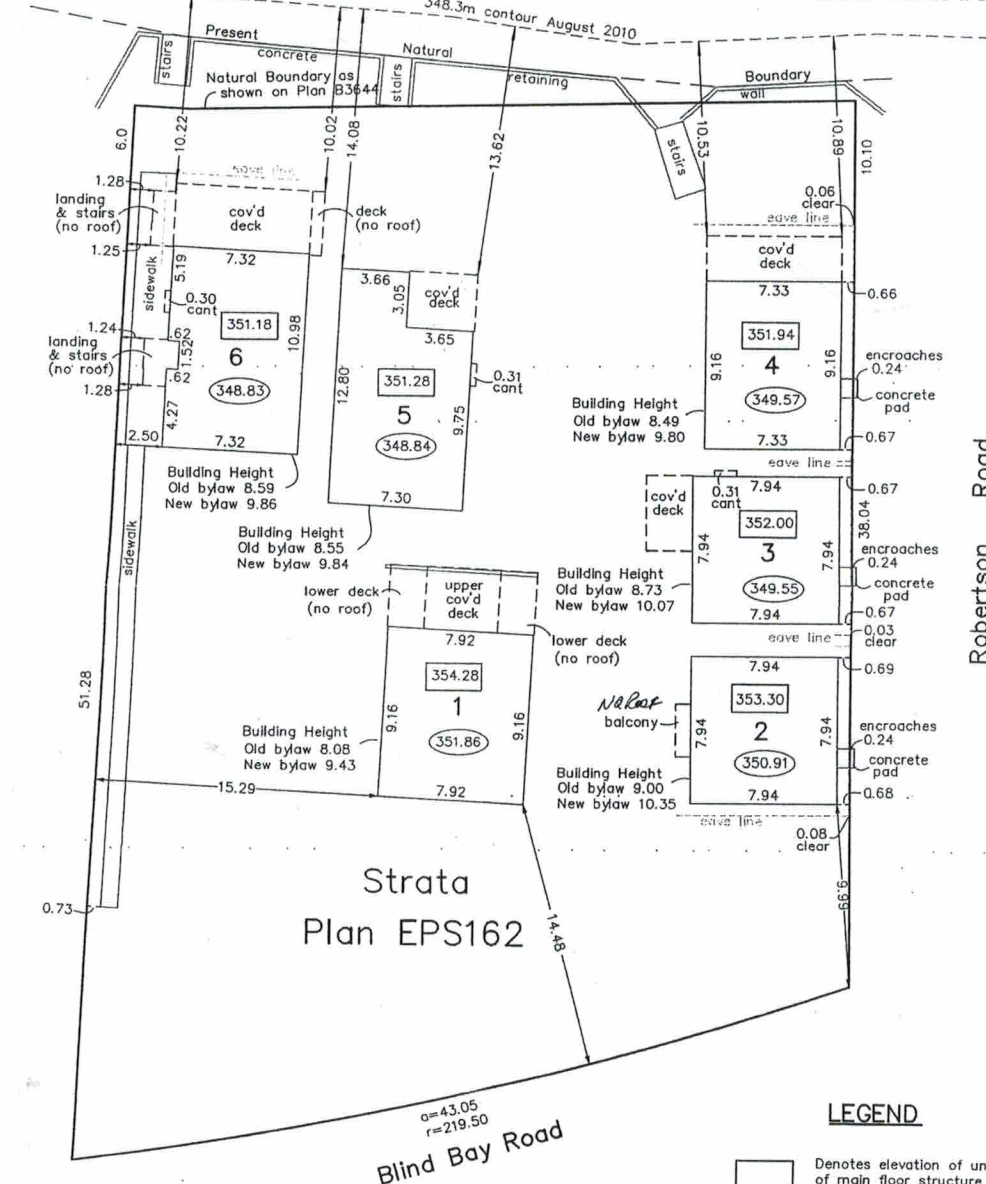 348.3m contour August 2010
Present
concrete
Natural
retaining
Boundary
wall
stairs
stairs
stairs
Natural Boundary as
shown on Plan B3644
6.0
10.22
10.02
14.08
13.62
10.53
10.89
10.10
eave line
1.28
landing
& stairs
(no roof)
1.25
cov'd
deck
deck
(no roof)
0.06
clear
eave line
cov'd
deck
7.32
5.19
sidewalk
0.30
cant
351.18
6
348.83
10.98
1.24
landing
& stairs
(no roof)
1.28
.62
1.52
.62
4.27
2.50
7.32
Building Height
Old bylaw 8.59
New bylaw 9.86
3.66
3.05
cov'd
deck
3.65
12.80
351.28
5
348.84
0.31
cant
9.75
7.30
Building Height
Old bylaw 8.55
New bylaw 9.84
7.33
0.66
351.94
4
349.57
9.16
9.16
encroaches
0.24
concrete
pad
Building Height
Old bylaw 8.49
New bylaw 9.80
7.33
0.67
eave line
cov'd
deck
0.31
cant
7.94
0.67
38.04
352.00
3
349.55
7.94
7.94
encroaches
0.24
concrete
pad
Building Height
Old bylaw 8.73
New bylaw 10.07
7.94
0.67
eave line
0.03
clear
Robertson Road
sidewalk
lower deck
(no roof)
upper
cov'd
deck
lower deck
(no roof)
7.92
354.28
1
351.86
9.16
9.16
Building Height
Old bylaw 8.08
New bylaw 9.43
7.92
7.94
0.69
No Roof
balcony
353.30
2
350.91
7.94
7.94
encroaches
0.24
concrete
pad
Building Height
Old bylaw 9.00
New bylaw 10.35
7.94
0.68
eave line
0.08
clear
51.28
15.29
0.73
Strata
Plan EPS162
14.48
9.99
a=43.05
r=219.50
Blind Bay Road
LEGEND
Denotes elevation of
of main floor structure